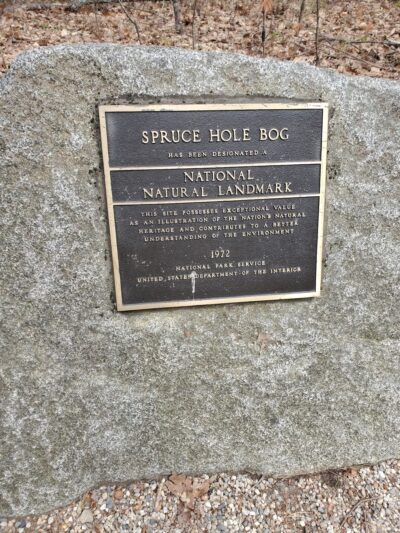 SPRUCE HOLE BOG
HAS BEEN DESIGNATED A
NATIONAL
NATURAL LANDMARK
THIS SITE POSSESSES EXCEPTIONAL VALUE
AS AN ILLUSTRATION OF THE NATION'S NATURAL
HERITAGE AND CONTRIBUTES TO A BETTER
UNDERSTANDING OF THE ENVIRONMENT
1972
NATIONAL PARK SERVICE
UNITED STATES DEPARTMENT OF THE INTERIOR